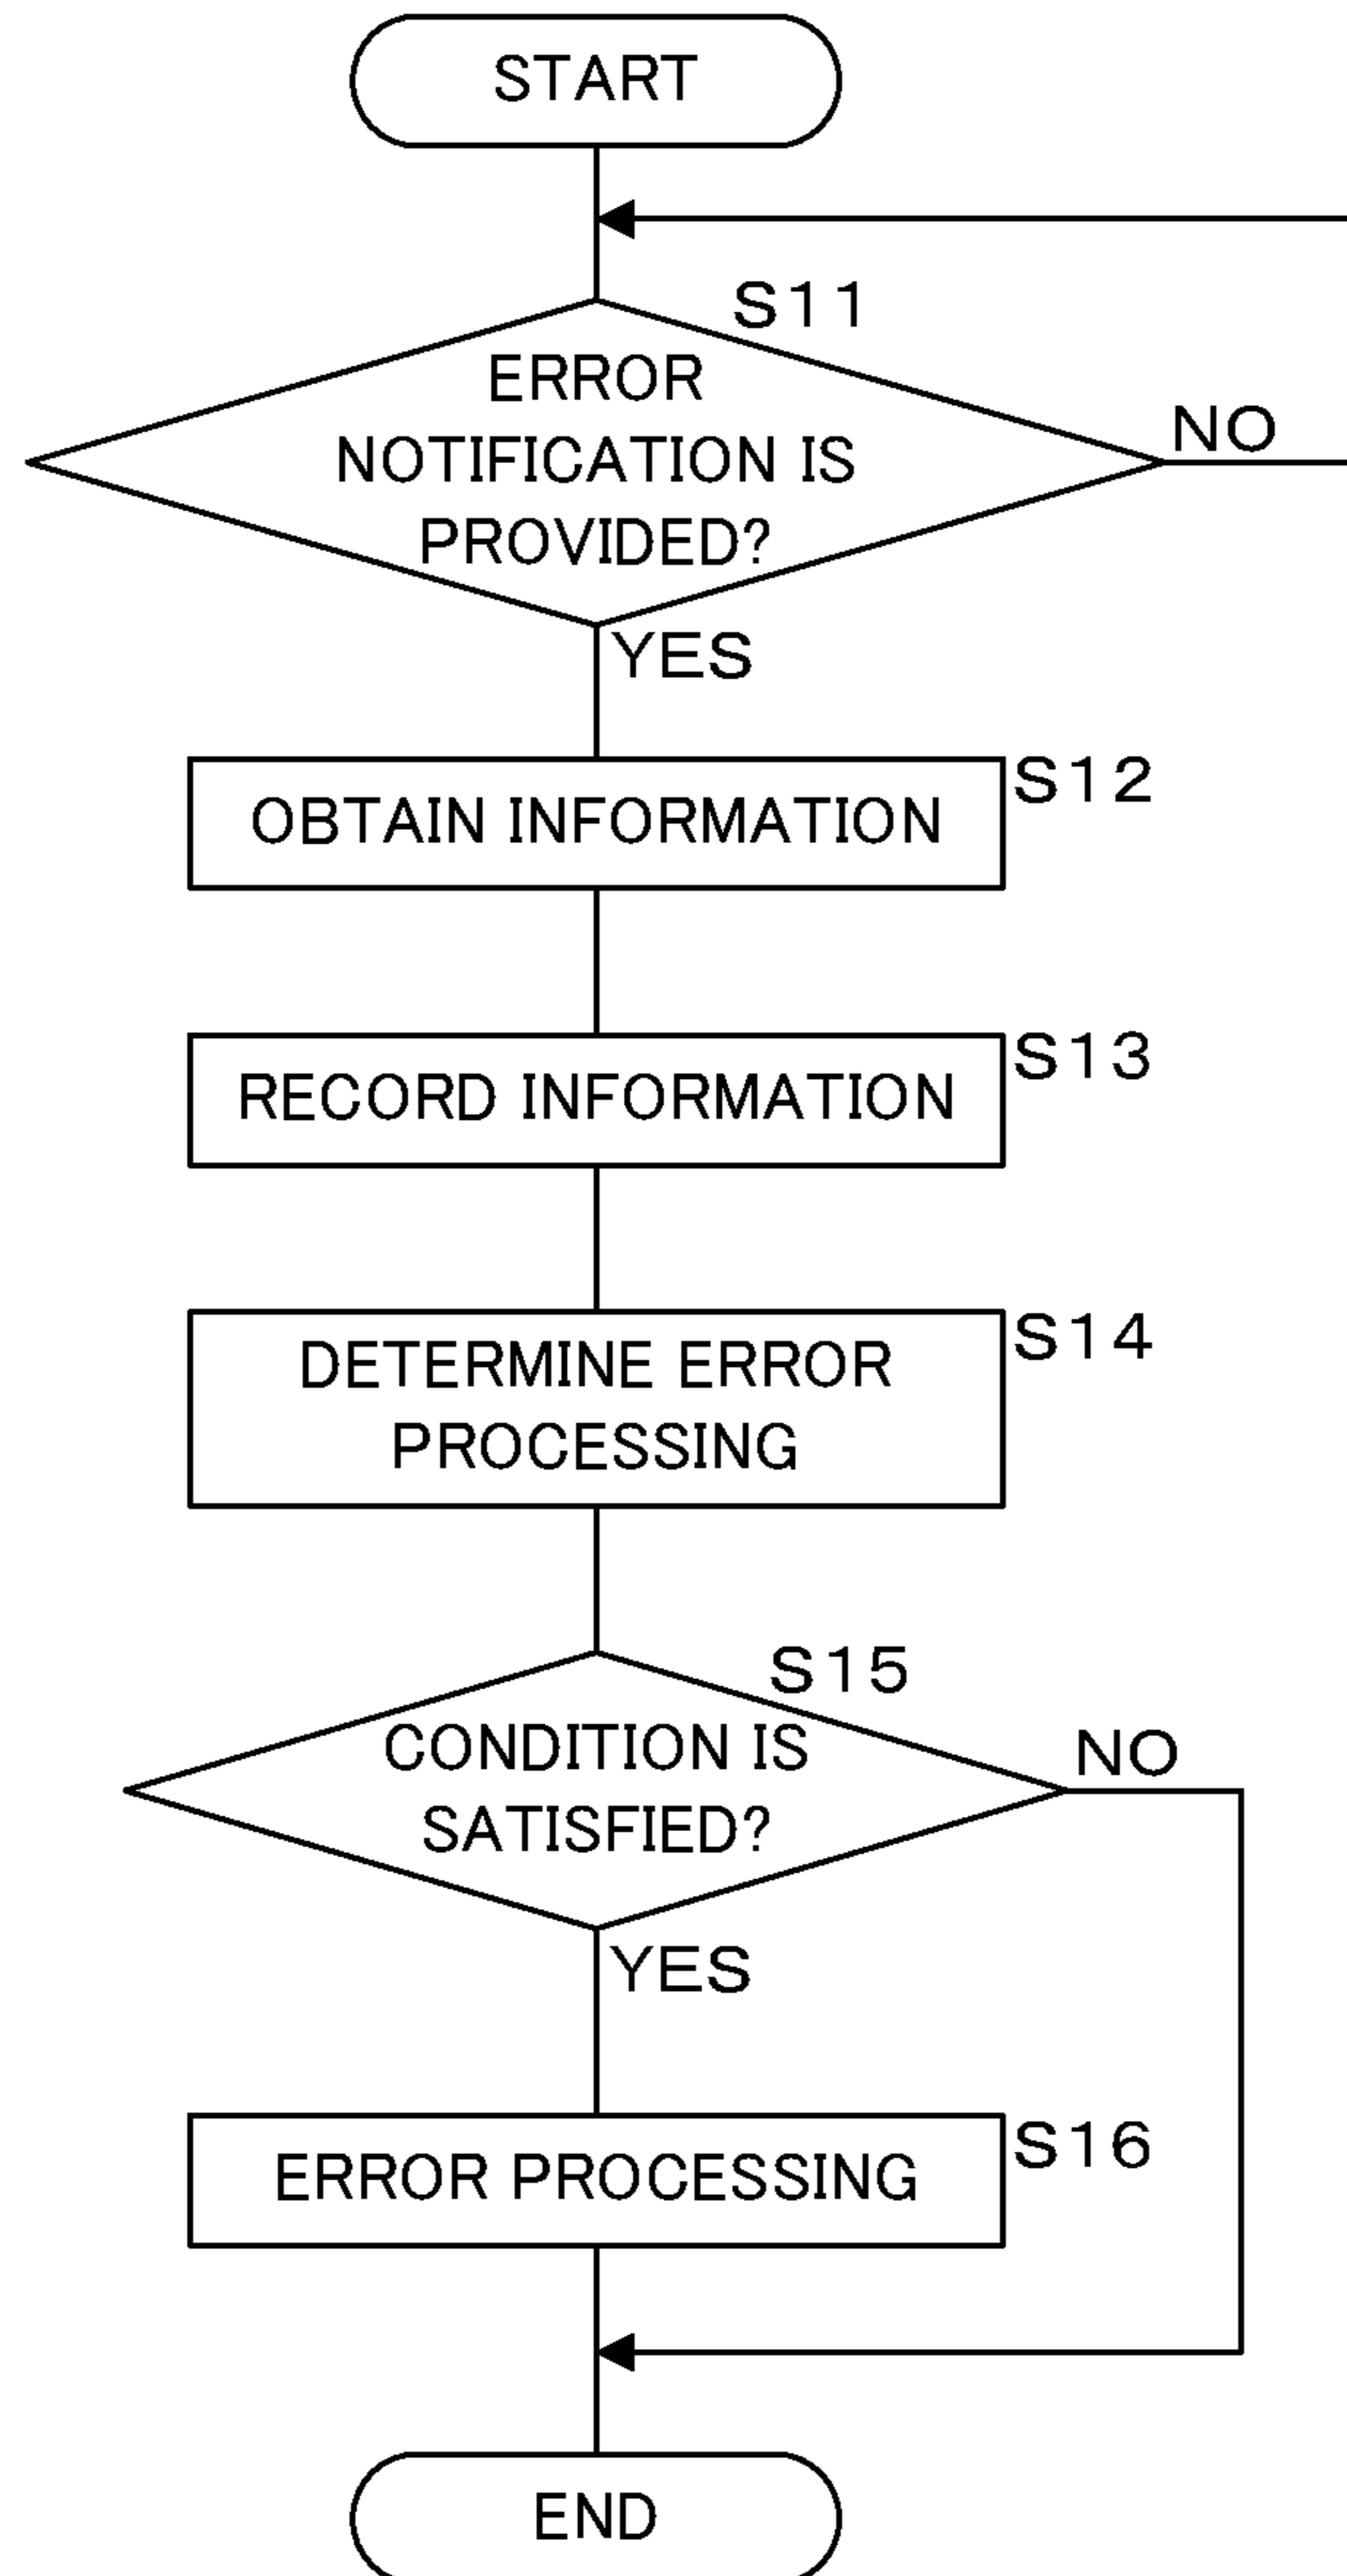 START
S11
ERROR
NOTIFICATION IS
PROVIDED?
NO
YES
S12
OBTAIN INFORMATION
S13
RECORD INFORMATION
S14
DETERMINE ERROR
PROCESSING
S15
CONDITION IS
SATISFIED?
NO
YES
S16
ERROR PROCESSING
END